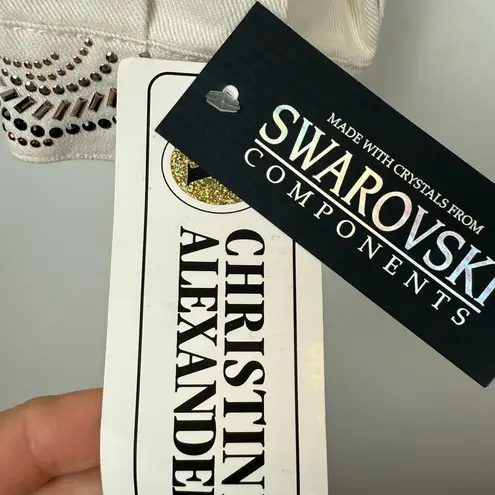 MADE WITH CRYSTALS FROM
SWAROVSKI
COMPONENTS
CHRISTIN
ALEXANDE